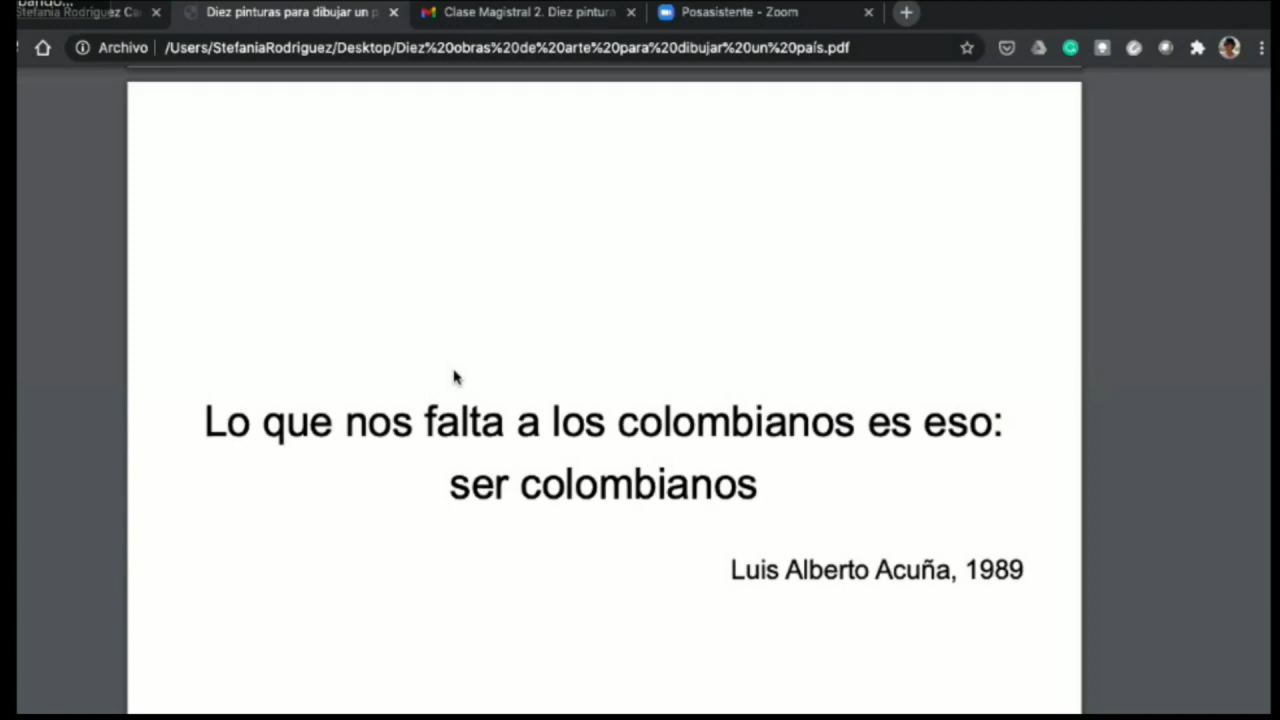 Stefania Rodriguez Ca
Diez pinturas para dibujar un p
Clase Magistral 2. Diez pintura
Posasistente - Zoom
Archivo
/Users/StefaniaRodriguez/Desktop/Diez%20obras%20de%20arte%20para%20dibujar%20un%20país.pdf
Lo que nos falta a los colombianos es eso:
ser colombianos
Luis Alberto Acuña, 1989